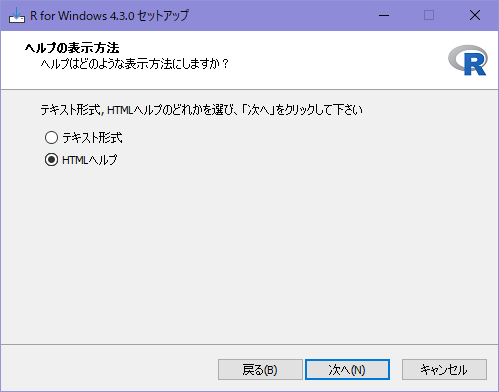 R for Windows 4.3.0 セットアップ
ヘルプの表示方法
ヘルプはどのような表示方法にしますか？
R
テキスト形式, HTMLヘルプのどれかを選び、「次へ」をクリックして下さい
テキスト形式
HTMLヘルプ
戻る(B)
次へ(N)
キャンセル